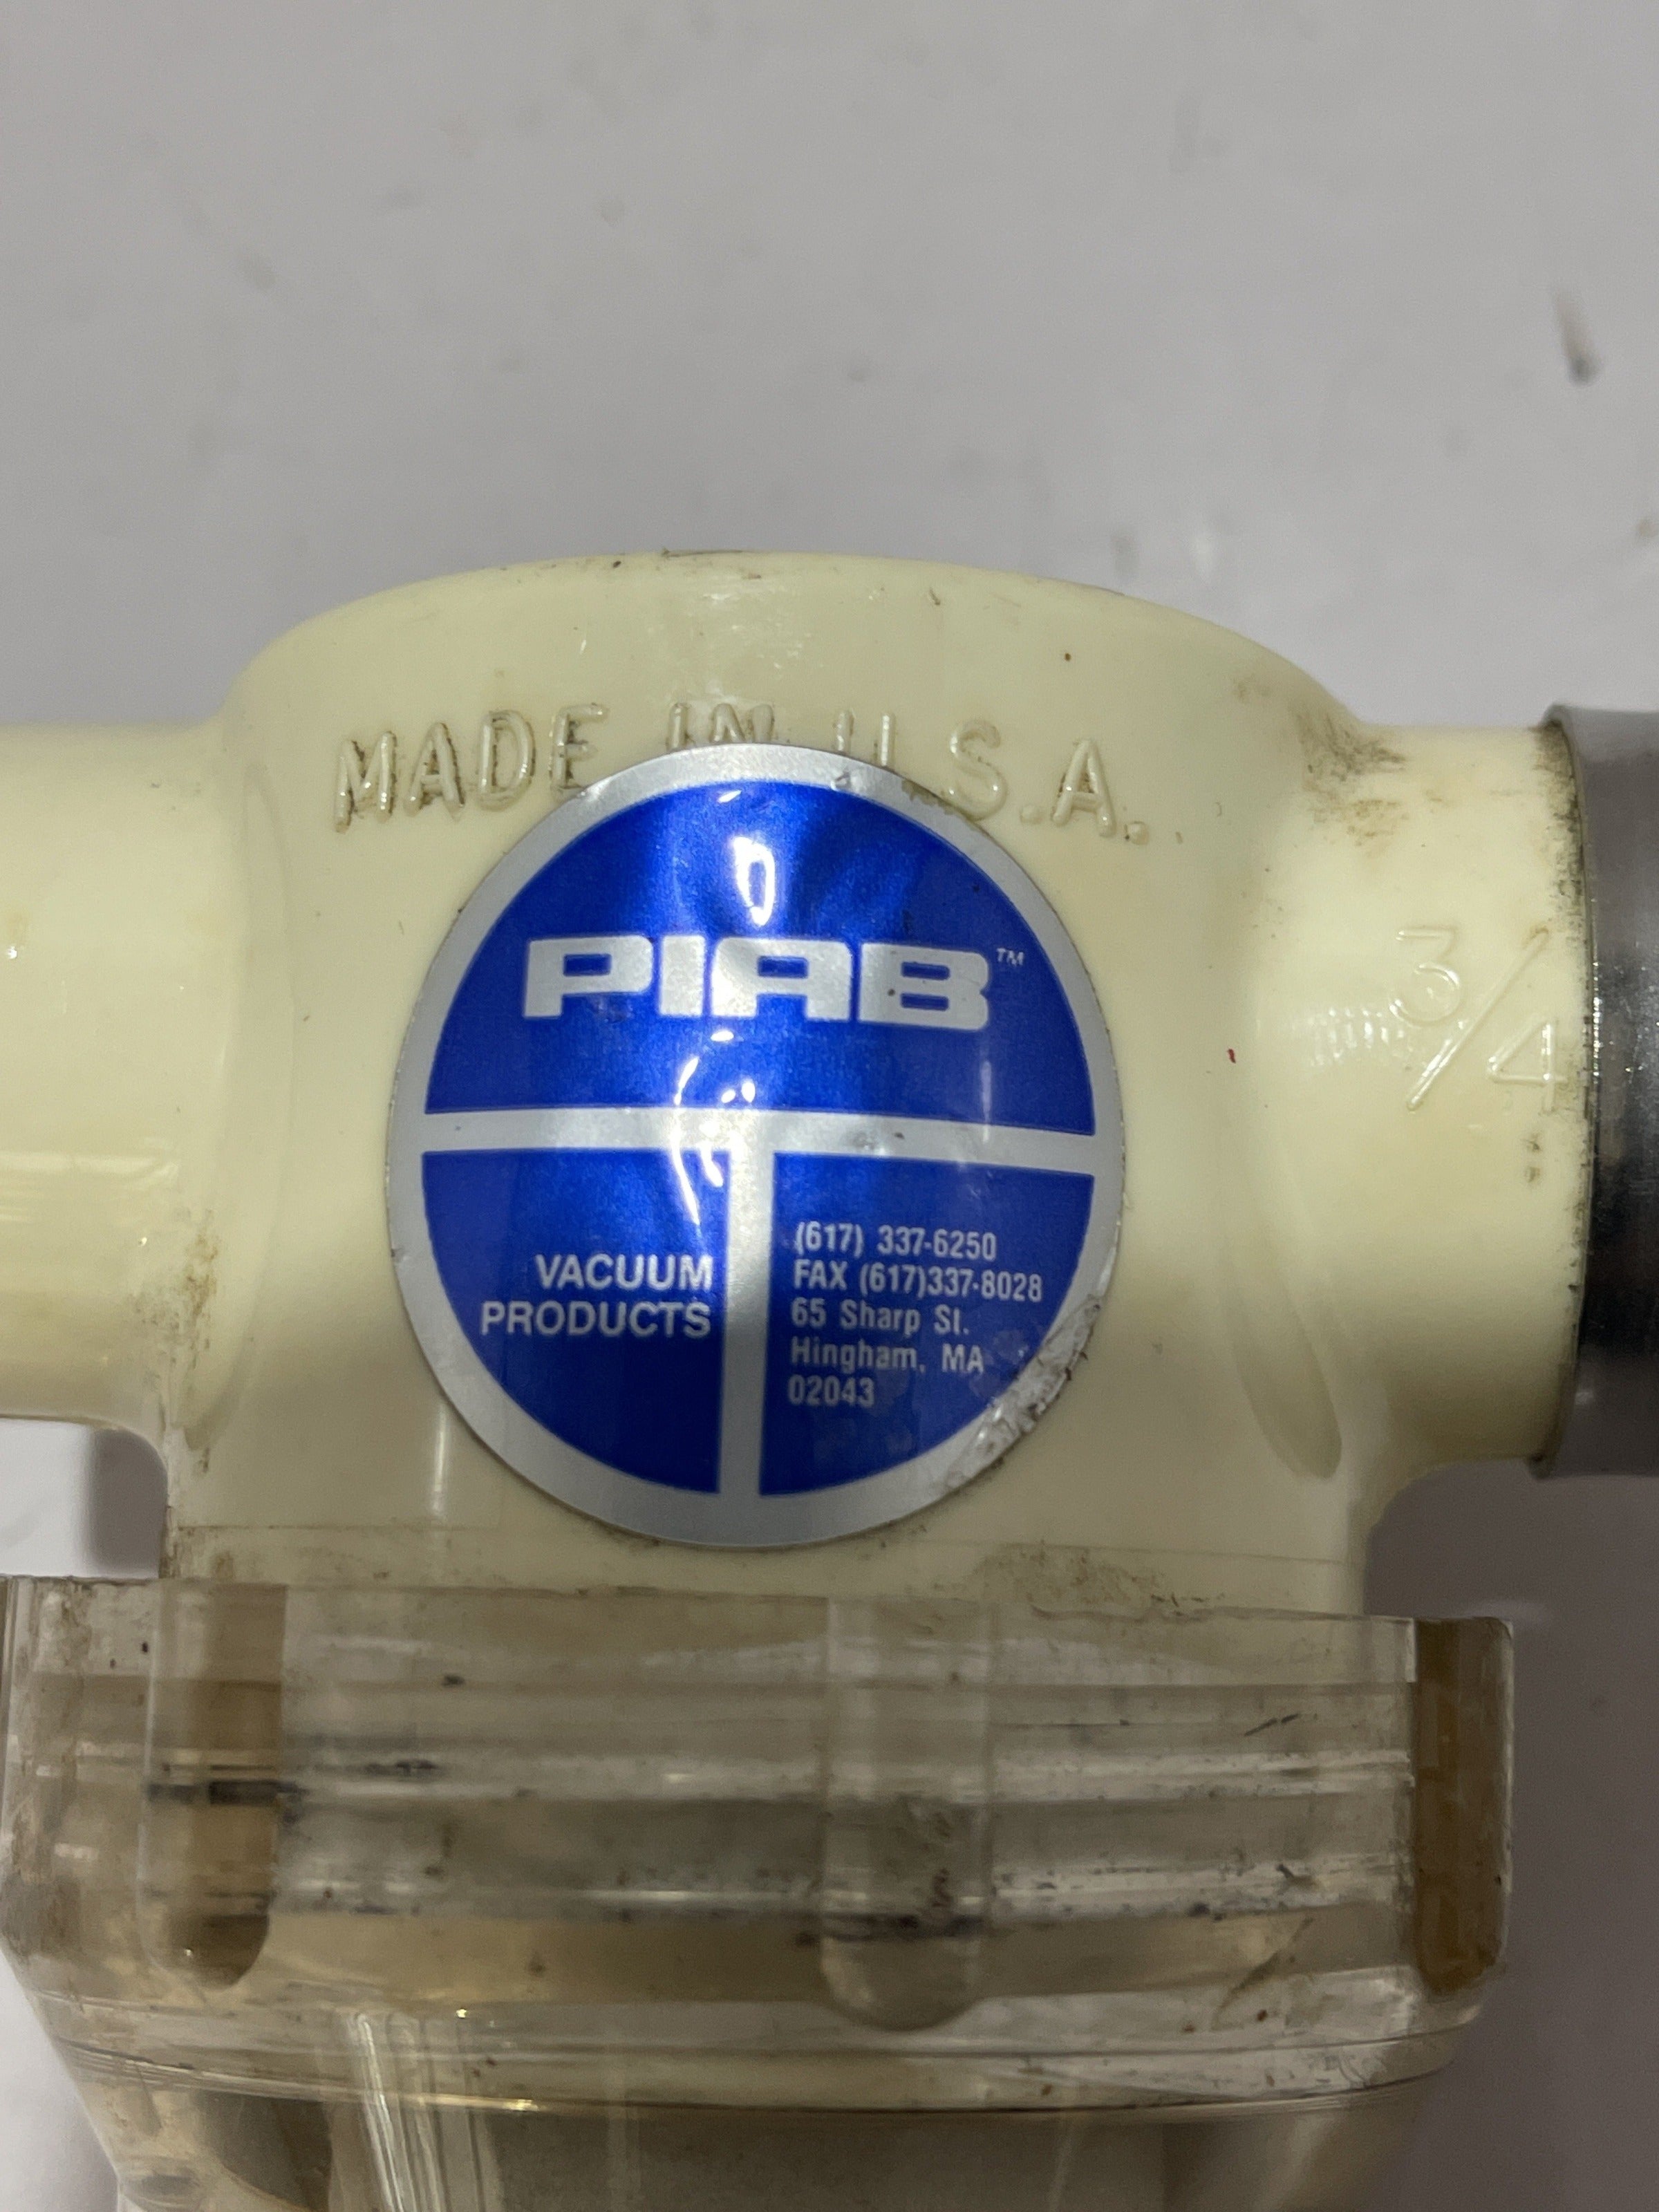 MADE IN U.S.A.
PIAB™
3/4"
VACUUM
PRODUCTS
(617) 337-6250
FAX (617)337-8028
65 Sharp St.
Hingham, MA
02043